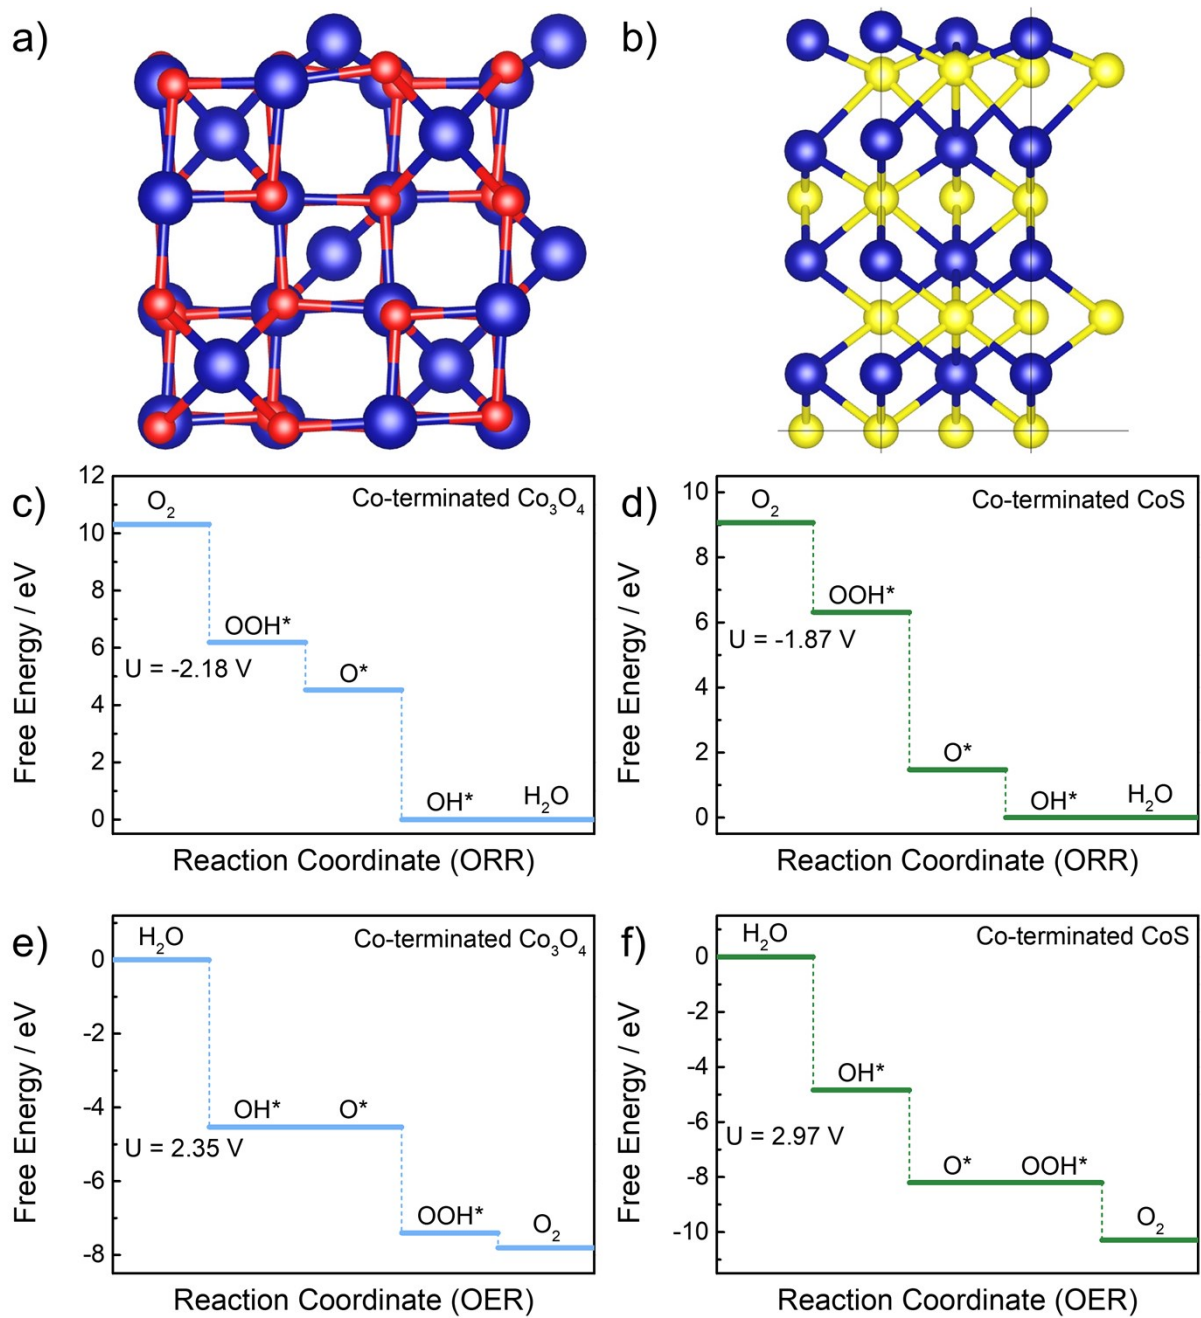 a)
b)
c)
Co-terminated Co₃O₄
12
10
8
6
4
2
0
Free Energy / eV
O₂
OOH*
U = -2.18 V
O*
OH*
H₂O
Reaction Coordinate (ORR)
d)
Co-terminated CoS
10
8
6
4
2
0
Free Energy / eV
O₂
OOH*
U = -1.87 V
O*
OH*
H₂O
Reaction Coordinate (ORR)
e)
Co-terminated Co₃O₄
0
-2
-4
-6
-8
Free Energy / eV
H₂O
OH*
O*
U = 2.35 V
OOH*
O₂
Reaction Coordinate (OER)
f)
Co-terminated CoS
0
-2
-4
-6
-8
-10
Free Energy / eV
H₂O
OH*
U = 2.97 V
O*
OOH*
O₂
Reaction Coordinate (OER)